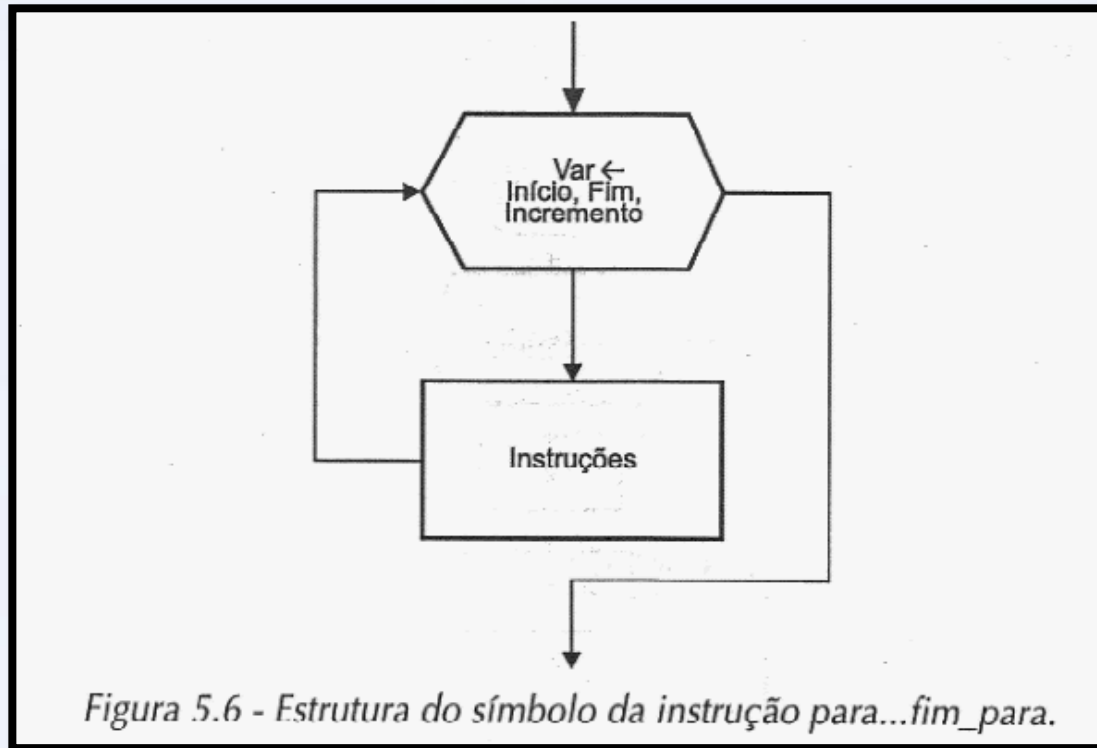 Var ←
Início, Fim,
Incremento
Instruções
Figura 5.6 - Estrutura do símbolo da instrução para...fim_para.